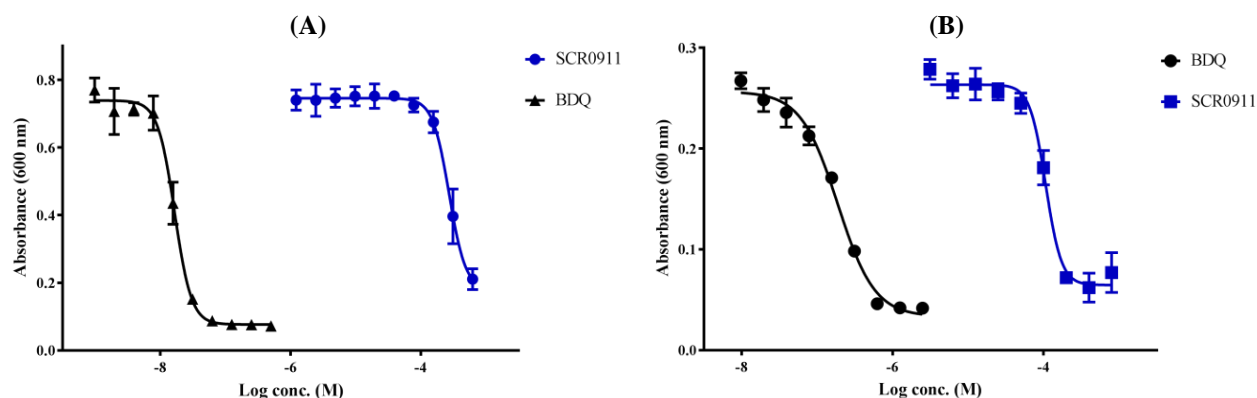 (A)
SCR0911
BDQ
0.8
0.6
0.4
0.2
0.0
Absorbance (600 nm)
-8
-6
-4
Log conc. (M)
(B)
BDQ
SCR0911
0.3
0.2
0.1
0.0
Absorbance (600 nm)
-8
-6
-4
Log conc. (M)